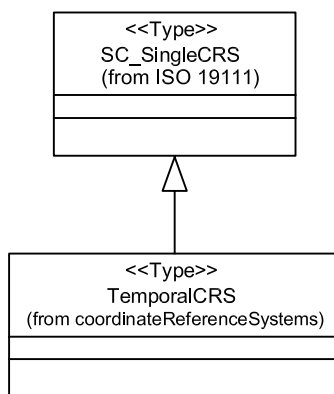 <<Type>>
SC_SingleCRS
(from ISO 19111)
<<Type>>
TemporalCRS
(from coordinateReferenceSystems)